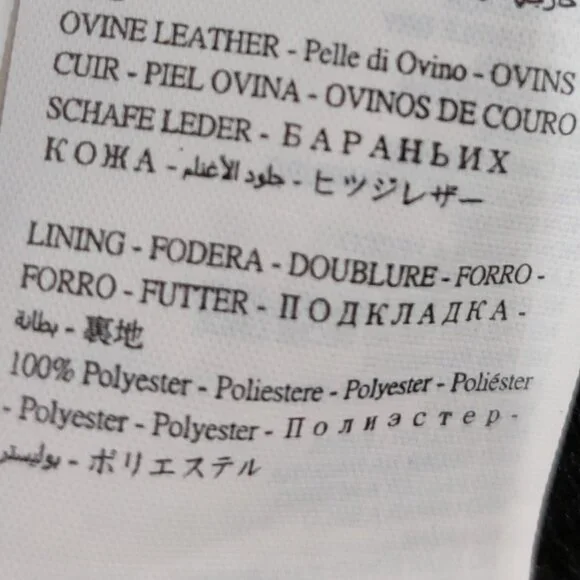 OVINE LEATHER - Pelle di Ovino - OVINS
CUIR - PIEL OVINA - OVINOS DE COURO
SCHAFE LEDER - БАРАНЬИХ
КОЖА - جلود الأغنام - ヒツジレザー
LINING - FODERA - DOUBLURE - FORRO -
FORRO - FUTTER - ПОДКЛАДКА -
بطانة - 裏地
100% Polyester - Poliestere - Polyester - Poliéster
- Polyester - Polyester - Полиэстер -
بوليستر - ポリエステル